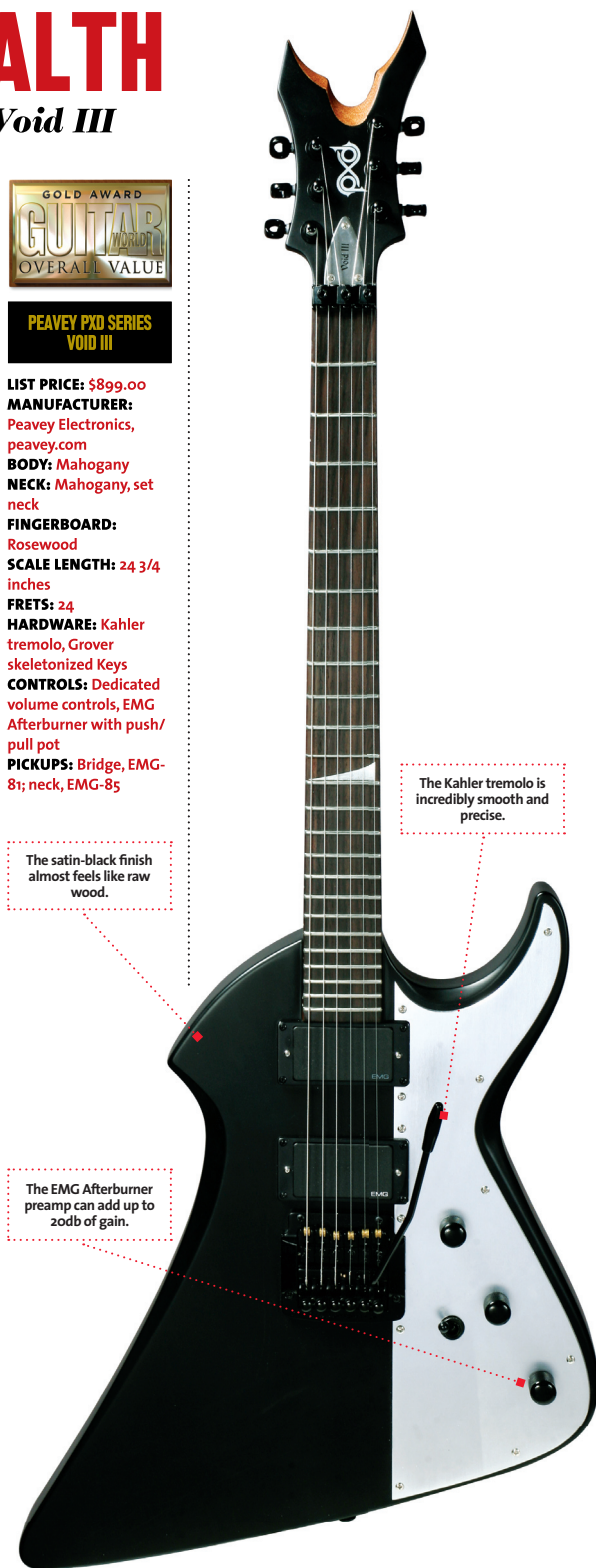 ALTH
Void III
GOLD AWARD
GUITAR
WORLD
OVERALL VALUE
PEAVEY PXD SERIES
VOID III
LIST PRICE: $899.00
MANUFACTURER:
Peavey Electronics,
peavey.com
BODY: Mahogany
NECK: Mahogany, set
neck
FINGERBOARD:
Rosewood
SCALE LENGTH: 24 3/4
inches
FRETS: 24
HARDWARE: Kahler
tremolo, Grover
skeletonized Keys
CONTROLS: Dedicated
volume controls, EMG
Afterburner with push/
pull pot
PICKUPS: Bridge, EMG-
81; neck, EMG-85
pxd
Void III
The Kahler tremolo is
incredibly smooth and
precise.
The satin-black finish
almost feels like raw
wood.
EMG
EMG
The EMG Afterburner
preamp can add up to
20db of gain.